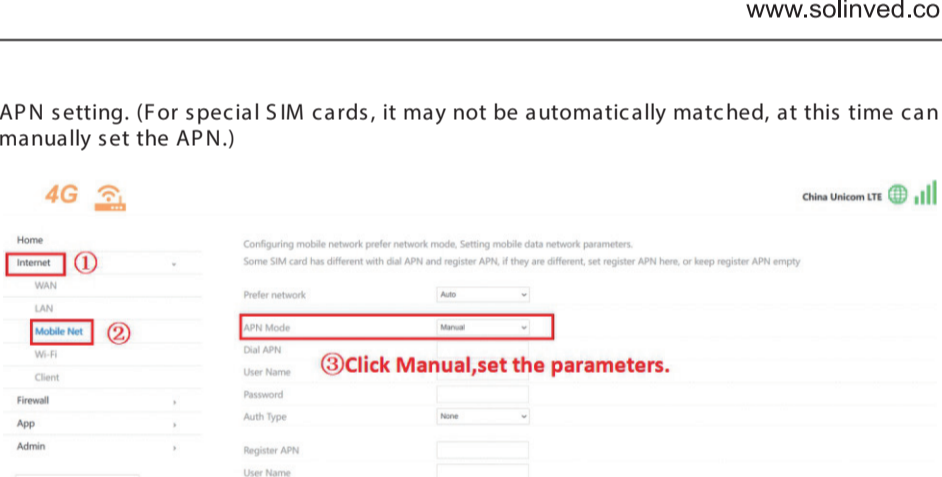 www.solinved.co
APN setting. (For special SIM cards, it may not be automatically matched, at this time can
manually set the APN.)
4G
China Unicom LTE
Home
Internet ①
WAN
LAN
Mobile Net ②
Wi-Fi
Client
Firewall
App
Admin
Configuring mobile network prefer network mode, Setting mobile data network parameters.
Some SIM card has different with dial APN and register APN, if they are different, set register APN here, or keep register APN empty
Prefer network Auto
APN Mode Manual
Dial APN
③Click Manual,set the parameters.
User Name
Password
Auth Type None
Register APN
User Name